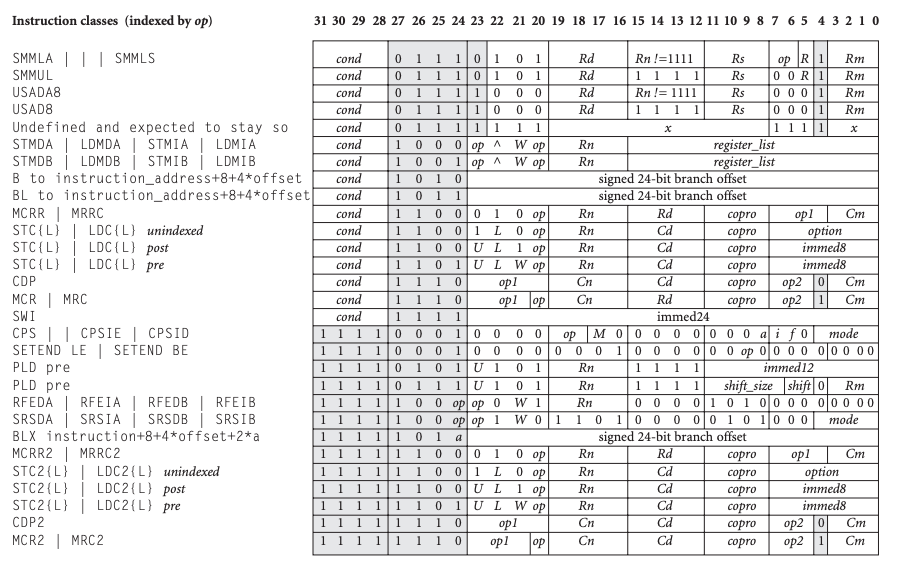 Instruction classes (indexed by op) 31 30 29 28 27 26 25 24 23 22 21 20 19 18 17 16 15 14 13 12 11 10 9 8 7 6 5 4 3 2 1 0
SMMLA | | | SMMLS cond 0 1 1 1 0 1 0 1 Rd Rn !=1111 Rs op R 1 Rm
SMMUL cond 0 1 1 1 0 1 0 1 Rd 1 1 1 1 Rs 0 0 R 1 Rm
USADA8 cond 0 1 1 1 1 0 0 0 Rd Rn != 1111 Rs 0 0 0 1 Rm
USAD8 cond 0 1 1 1 1 0 0 0 Rd 1 1 1 1 Rs 0 0 0 1 Rm
Undefined and expected to stay so cond 0 1 1 1 1 1 1 1 x 1 1 1 1 x
STMDA | LDMDA | STMIA | LDMIA cond 1 0 0 0 op ^ W op Rn register_list
STMDB | LDMDB | STMIB | LDMIB cond 1 0 0 1 op ^ W op Rn register_list
B to instruction_address+8+4*offset cond 1 0 1 0 signed 24-bit branch offset
BL to instruction_address+8+4*offset cond 1 0 1 1 signed 24-bit branch offset
MCRR | MRRC cond 1 1 0 0 0 1 0 op Rn Rd copro op1 Cm
STC{L} | LDC{L} unindexed cond 1 1 0 0 1 L 0 op Rn Cd copro option
STC{L} | LDC{L} post cond 1 1 0 0 U L 1 op Rn Cd copro immed8
STC{L} | LDC{L} pre cond 1 1 0 1 U L W op Rn Cd copro immed8
CDP cond 1 1 1 0 op1 Cn Cd copro op2 0 Cm
MCR | MRC cond 1 1 1 0 op1 op Cn Rd copro op2 1 Cm
SWI cond 1 1 1 1 immed24
CPS | | CPSIE | CPSID 1 1 1 1 0 0 0 1 0 0 0 0 op M 0 0 0 0 0 0 0 0 a i f 0 mode
SETEND LE | SETEND BE 1 1 1 1 0 0 0 1 0 0 0 0 0 0 0 1 0 0 0 0 0 0 op 0 0 0 0 0 0 0 0 0
PLD pre 1 1 1 1 0 1 0 1 U 1 0 1 Rn 1 1 1 1 immed12
PLD pre 1 1 1 1 0 1 1 1 U 1 0 1 Rn 1 1 1 1 shift_size shift 0 Rm
RFEDA | RFEIA | RFEDB | RFEIB 1 1 1 1 1 0 0 op op 0 W 1 Rn 0 0 0 0 1 0 1 0 0 0 0 0 0 0 0 0
SRSDA | SRSIA | SRSDB | SRSIB 1 1 1 1 1 0 0 op op 1 W 0 1 1 0 1 0 0 0 0 0 1 0 1 0 0 0 mode
BLX instruction+8+4*offset+2*a 1 1 1 1 1 0 1 a signed 24-bit branch offset
MCRR2 | MRRC2 1 1 1 1 1 1 0 0 0 1 0 op Rn Rd copro op1 Cm
STC2{L} | LDC2{L} unindexed 1 1 1 1 1 1 0 0 1 L 0 op Rn Cd copro option
STC2{L} | LDC2{L} post 1 1 1 1 1 1 0 0 U L 1 op Rn Cd copro immed8
STC2{L} | LDC2{L} pre 1 1 1 1 1 1 0 1 U L W op Rn Cd copro immed8
CDP2 1 1 1 1 1 1 1 0 op1 Cn Cd copro op2 0 Cm
MCR2 | MRC2 1 1 1 1 1 1 1 0 op1 op Cn Rd copro op2 1 Cm